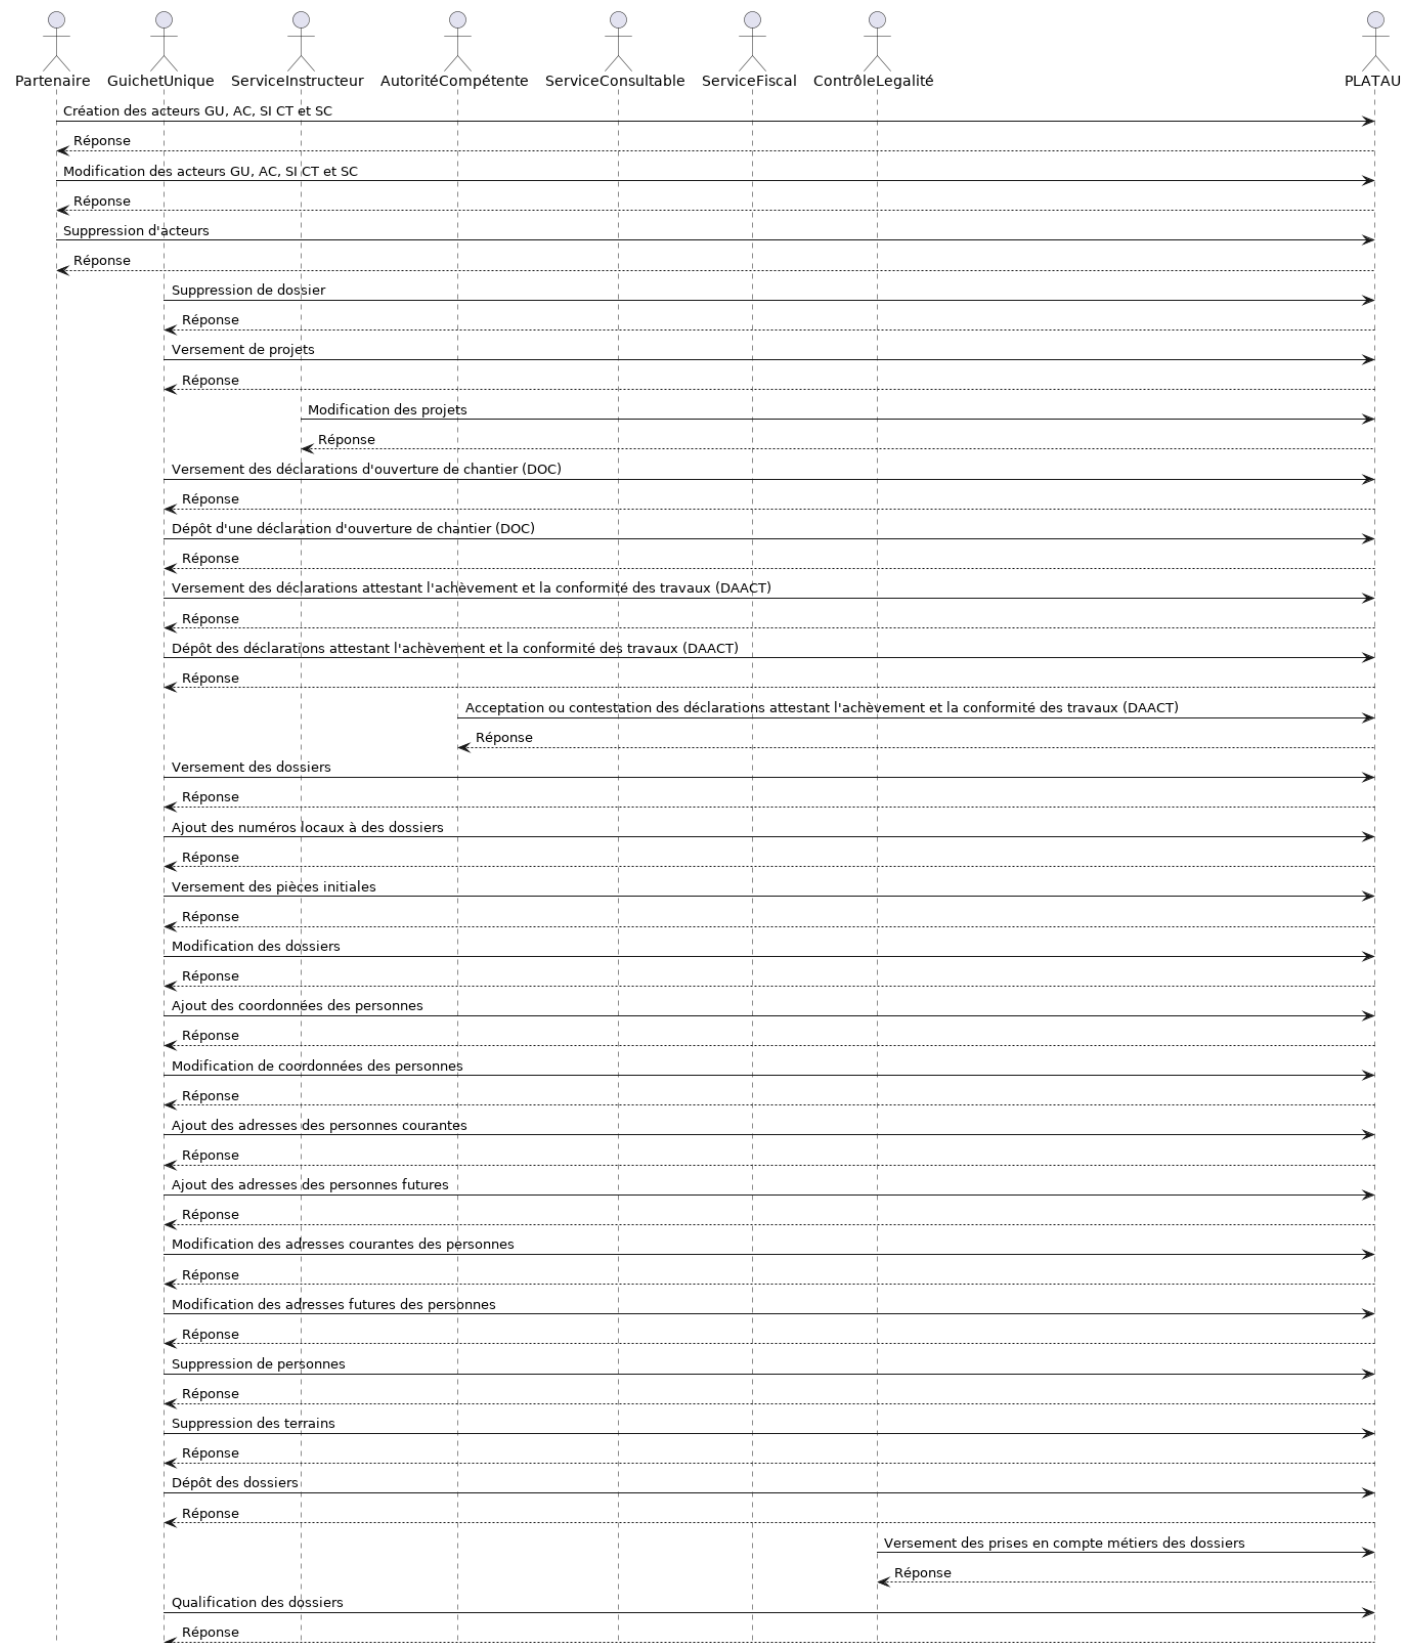 Partenaire GuichetUnique ServiceInstructeur AutoritéCompétente ServiceConsultable ServiceFiscal ContrôleLegalité PLATAU
Création des acteurs GU, AC, SI CT et SC
Réponse
Modification des acteurs GU, AC, SI CT et SC
Réponse
Suppression d'acteurs
Réponse
Suppression de dossier
Réponse
Versement de projets
Réponse
Modification des projets
Réponse
Versement des déclarations d'ouverture de chantier (DOC)
Réponse
Dépôt d'une déclaration d'ouverture de chantier (DOC)
Réponse
Versement des déclarations attestant l'achèvement et la conformité des travaux (DAACT)
Réponse
Dépôt des déclarations attestant l'achèvement et la conformité des travaux (DAACT)
Réponse
Acceptation ou contestation des déclarations attestant l'achèvement et la conformité des travaux (DAACT)
Réponse
Versement des dossiers
Réponse
Ajout des numéros locaux à des dossiers
Réponse
Versement des pièces initiales
Réponse
Modification des dossiers
Réponse
Ajout des coordonnées des personnes
Réponse
Modification de coordonnées des personnes
Réponse
Ajout des adresses des personnes courantes
Réponse
Ajout des adresses des personnes futures
Réponse
Modification des adresses courantes des personnes
Réponse
Modification des adresses futures des personnes
Réponse
Suppression de personnes
Réponse
Suppression des terrains
Réponse
Dépôt des dossiers
Réponse
Versement des prises en compte métiers des dossiers
Réponse
Qualification des dossiers
Réponse